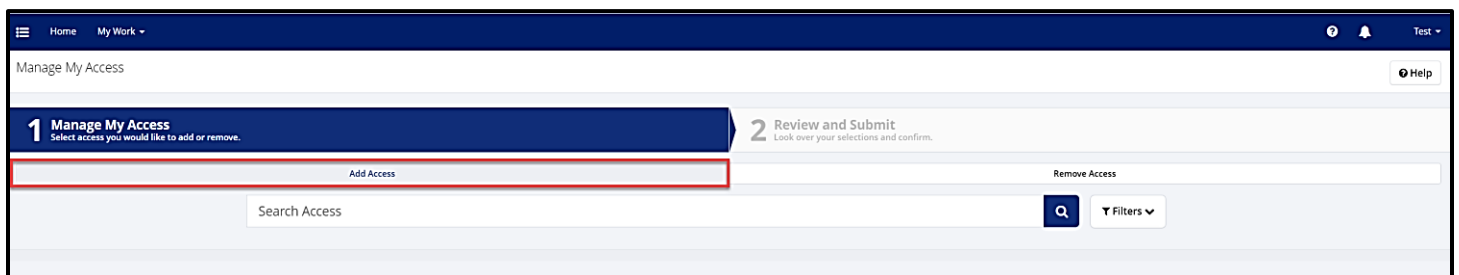 Home My Work Test
Manage My Access
Help
1 Manage My Access
Select access you would like to add or remove.
2 Review and Submit
Look over your selections and confirm.
Add Access Remove Access
Search Access Filters